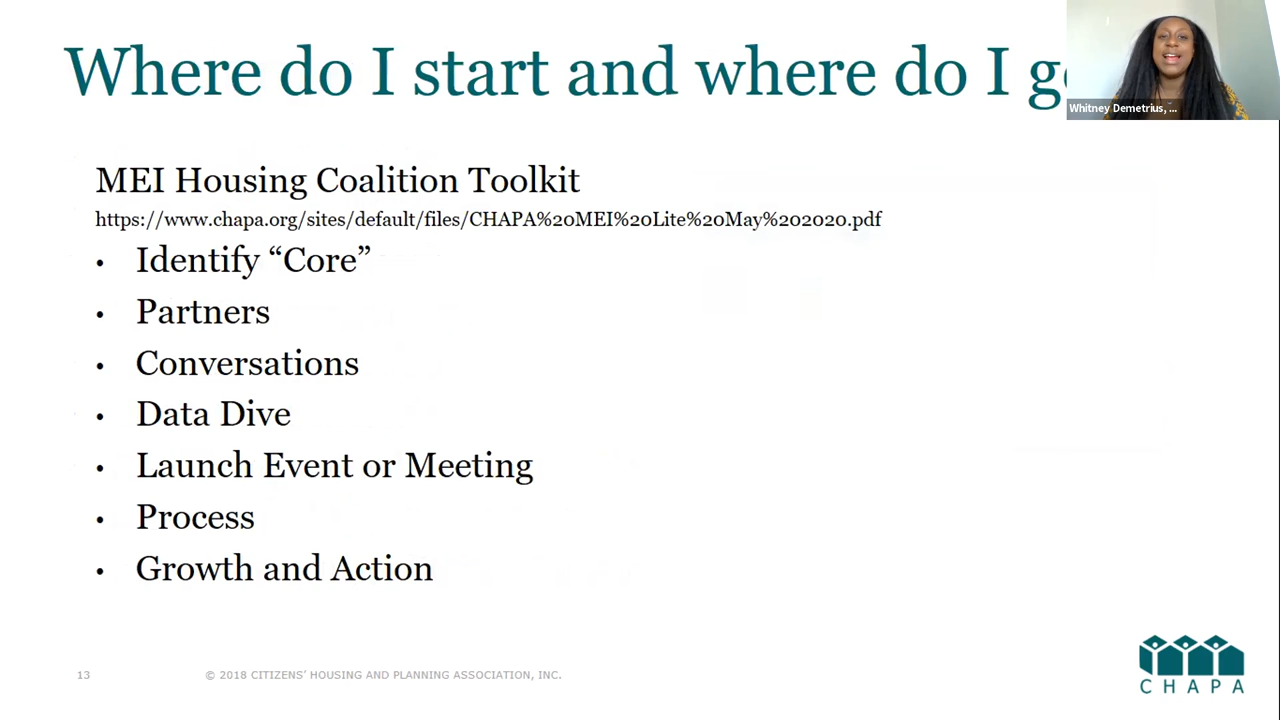 Where do I start and where do I g
Whitney Demetrius, ...
MEI Housing Coalition Toolkit
https://www.chapa.org/sites/default/files/CHAPA%20MEI%20Lite%20May%202020.pdf
• Identify “Core”
• Partners
• Conversations
• Data Dive
• Launch Event or Meeting
• Process
• Growth and Action
13
© 2018 CITIZENS’ HOUSING AND PLANNING ASSOCIATION, INC.
CHAPA